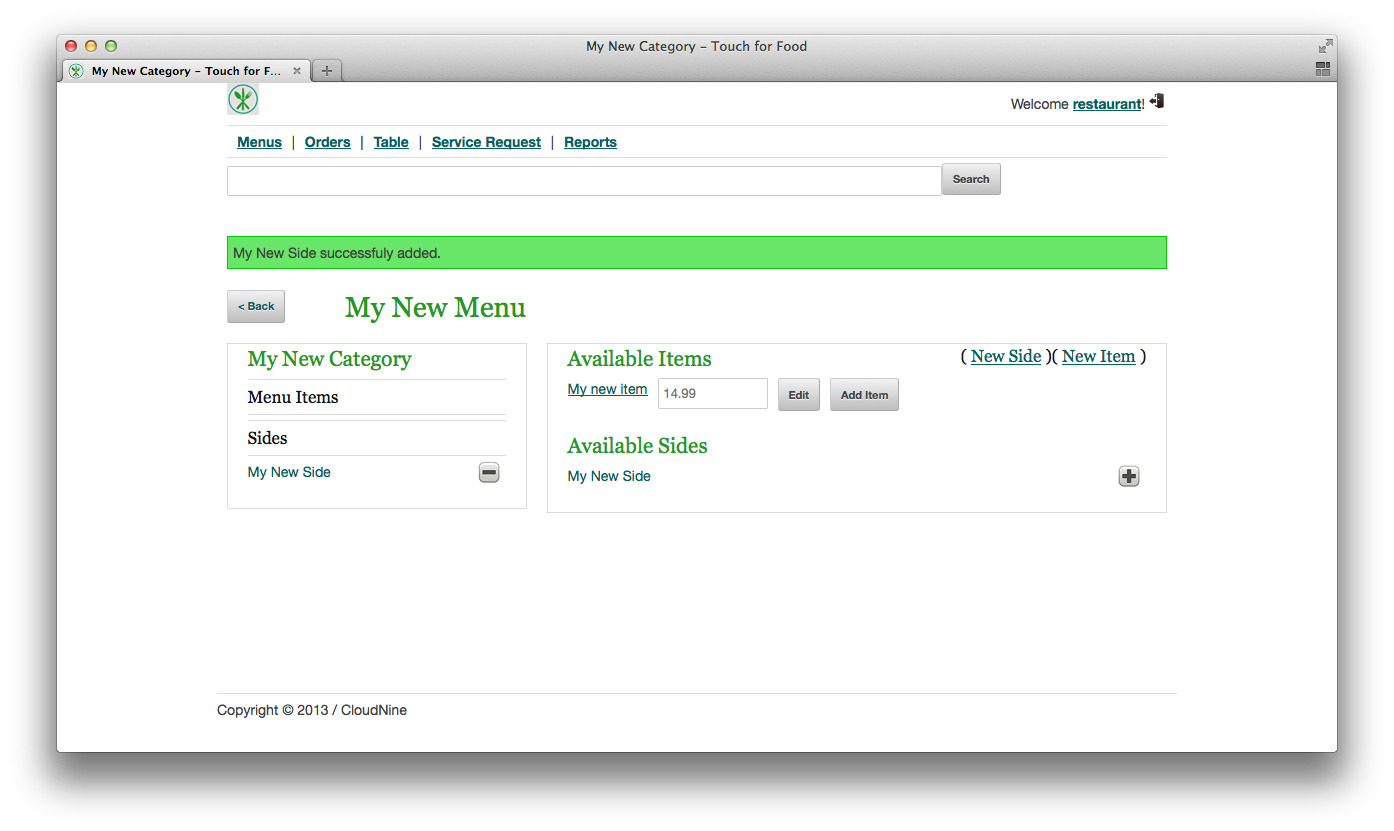 My New Category – Touch for Food
My New Category – Touch for F...
Welcome restaurant!
Menus | Orders | Table | Service Request | Reports
Search
My New Side successfuly added.
< Back
My New Menu
My New Category
Menu Items
Sides
My New Side
Available Items
( New Side )( New Item )
My new item 14.99 Edit Add Item
Available Sides
My New Side
Copyright © 2013 / CloudNine